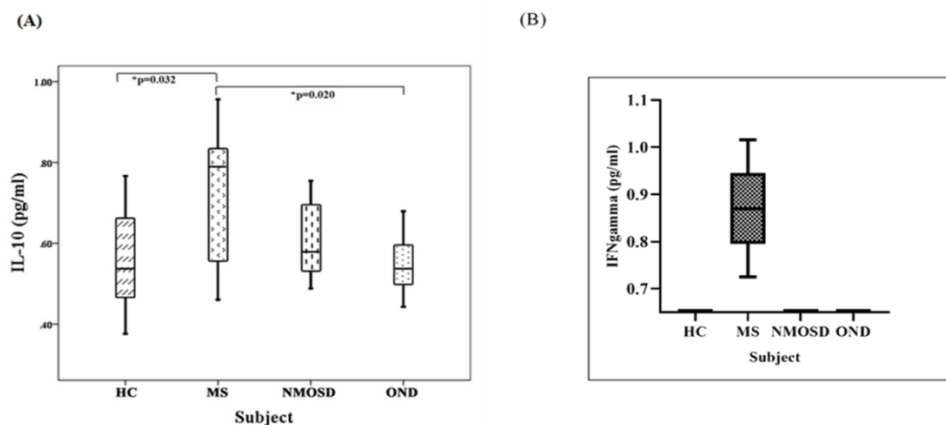 (A)
(B)
*p=0.032
*p=0.020
1.00
.80
.60
.40
IL-10 (pg/ml)
HC MS NMOSD OND
Subject
1.1
1.0
0.9
0.8
0.7
IFNgamma (pg/ml)
HC MS NMOSD OND
Subject